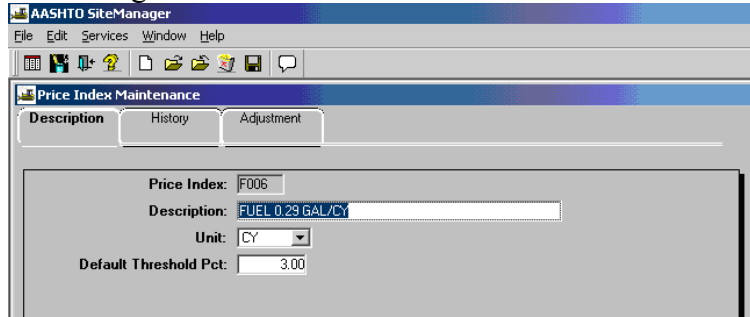 AASHTO SiteManager
File Edit Services Window Help
Price Index Maintenance
Description History Adjustment
Price Index: F006
Description: FUEL 0.29 GAL/CY
Unit: CY
Default Threshold Pct: 3.00